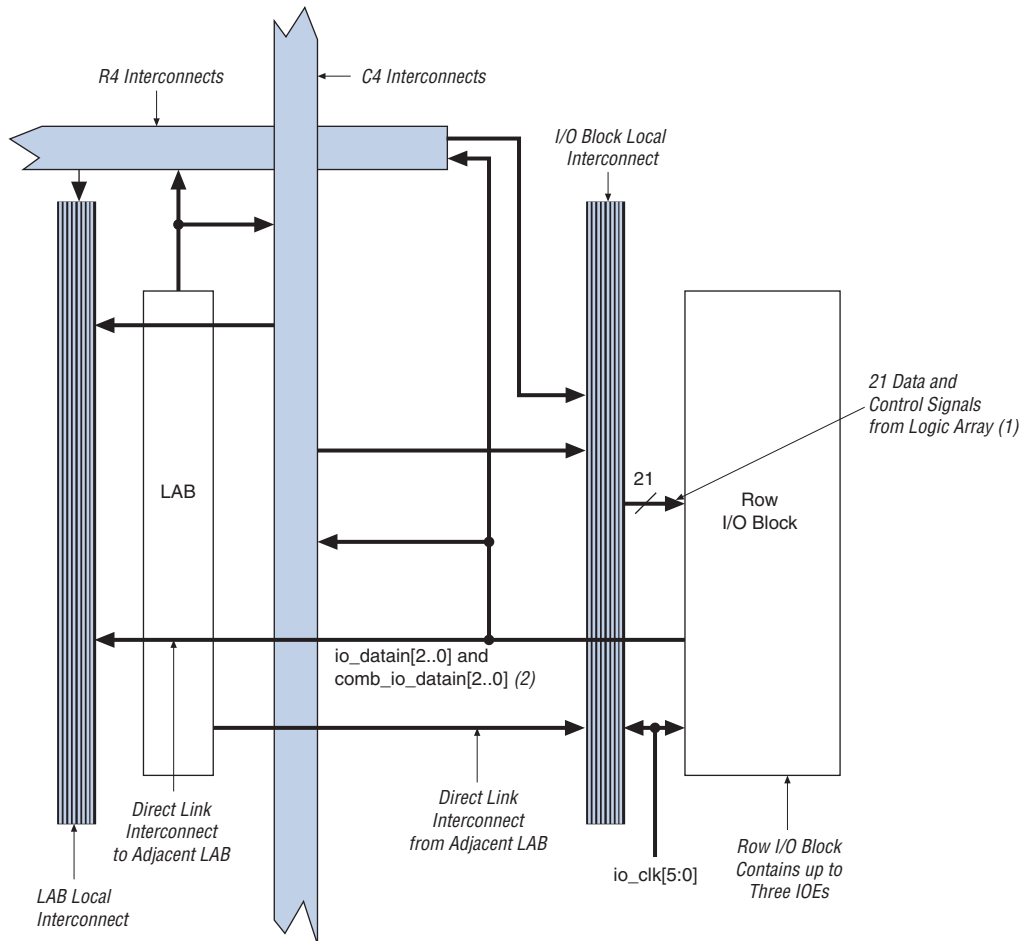 R4 Interconnects
C4 Interconnects
I/O Block Local
Interconnect
21 Data and
Control Signals
from Logic Array (1)
21
LAB
Row
I/O Block
io_datain[2..0] and
comb_io_datain[2..0] (2)
Direct Link
Interconnect
to Adjacent LAB
Direct Link
Interconnect
from Adjacent LAB
Row I/O Block
Contains up to
Three IOEs
io_clk[5:0]
LAB Local
Interconnect